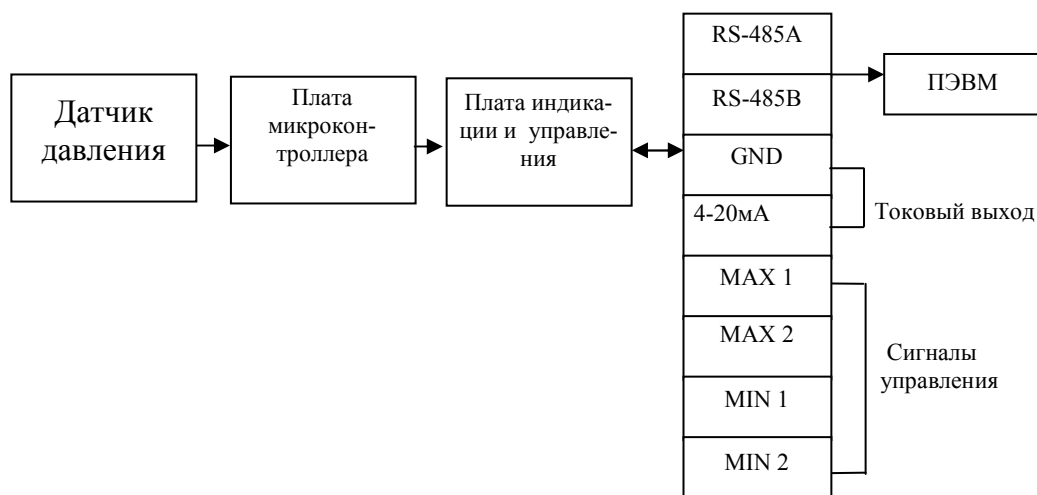 Датчик
давления
Плата
микрокон-
троллера
Плата индика-
ции и управле-
ния
RS-485A
RS-485B
GND
4-20мА
MAX 1
MAX 2
MIN 1
MIN 2
ПЭВМ
Токовый выход
Сигналы
управления